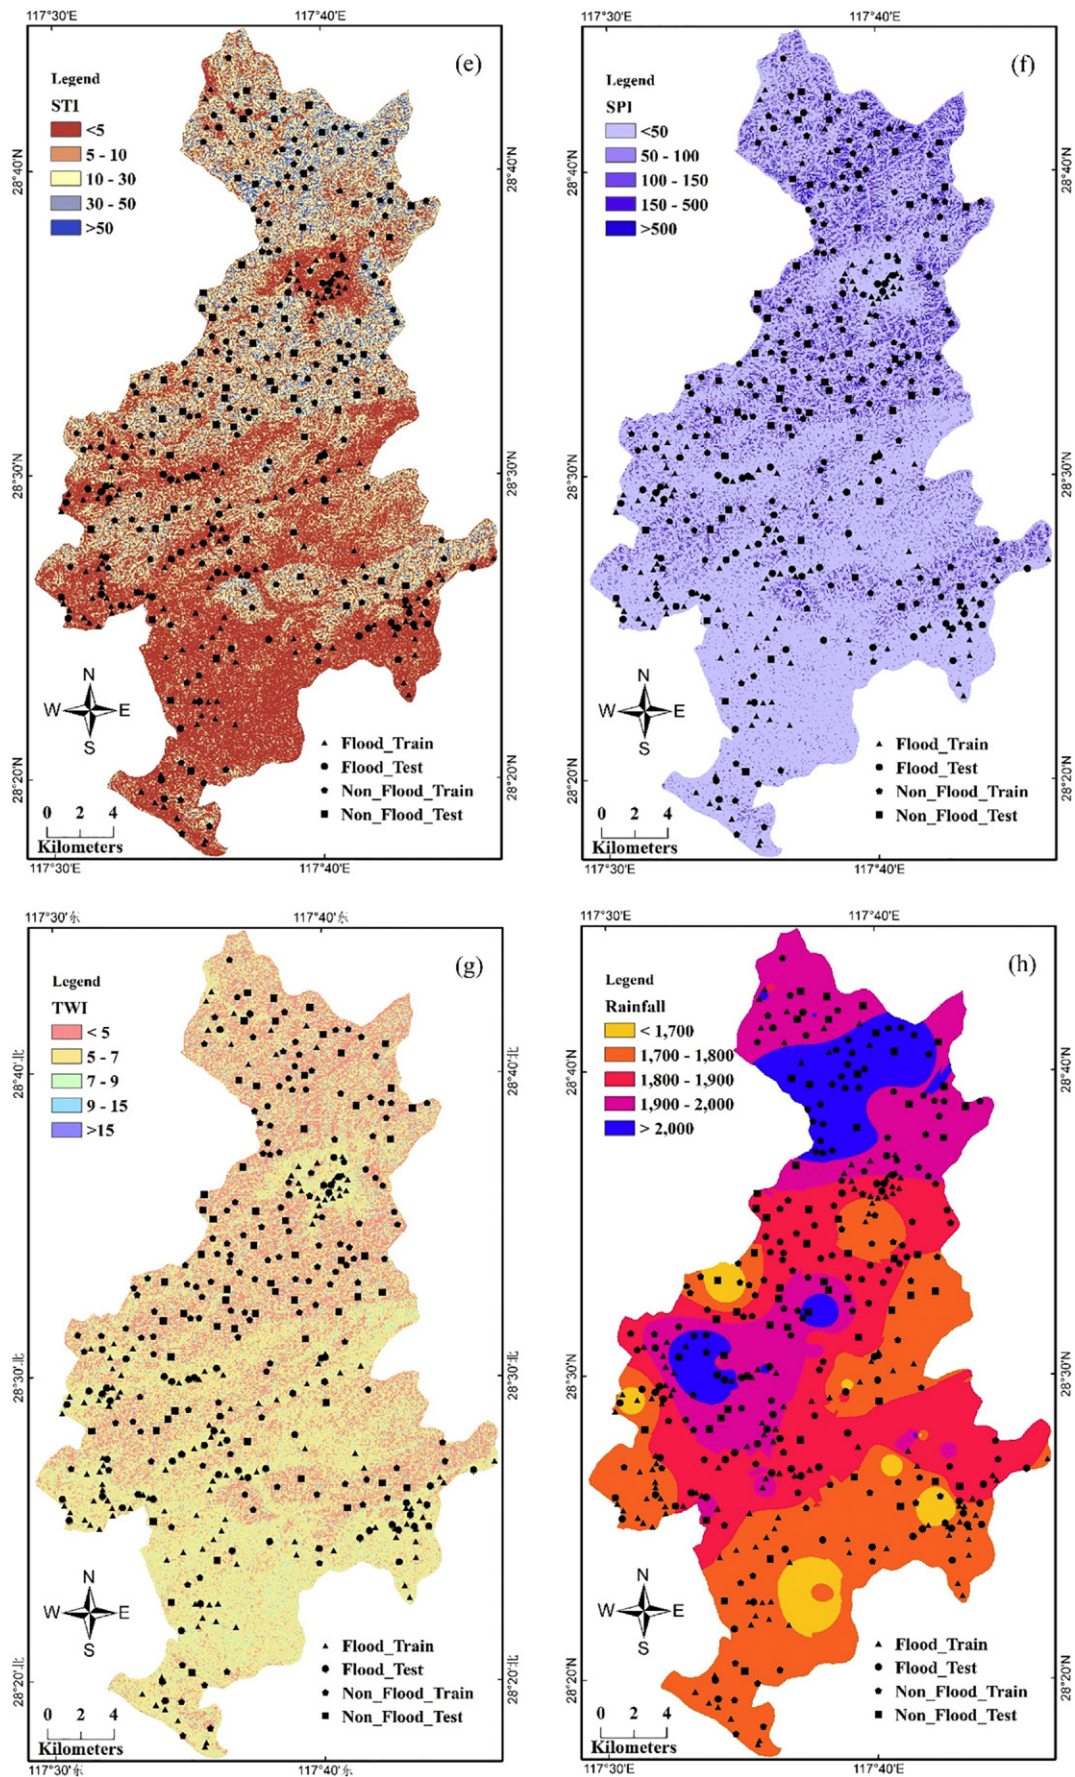 117°30'E 117°40'E
(e)
Legend
STI
<5
5 - 10
10 - 30
30 - 50
>50
28°40'N
28°30'N
28°20'N
28°40'N
28°30'N
28°20'N
N
W E
S
Flood_Train
Flood_Test
Non_Flood_Train
Non_Flood_Test
0 2 4
Kilometers
117°30'E 117°40'E
117°30'E 117°40'E
(f)
Legend
SPI
<50
50 - 100
100 - 150
150 - 500
>500
28°40'N
28°30'N
28°20'N
28°40'N
28°30'N
28°20'N
N
W E
S
Flood_Train
Flood_Test
Non_Flood_Train
Non_Flood_Test
0 2 4
Kilometers
117°30'E 117°40'E
117°30'东 117°40'东
(g)
Legend
TWI
< 5
5 - 7
7 - 9
9 - 15
>15
28°40'北
28°30'北
28°20'北
28°40'北
28°30'北
28°20'北
N
W E
S
Flood_Train
Flood_Test
Non_Flood_Train
Non_Flood_Test
0 2 4
Kilometers
117°30'东 117°40'东
117°30'E 117°40'E
(h)
Legend
Rainfall
< 1,700
1,700 - 1,800
1,800 - 1,900
1,900 - 2,000
> 2,000
28°40'N
28°30'N
28°20'N
28°40'N
28°30'N
28°20'N
N
W E
S
Flood_Train
Flood_Test
Non_Flood_Train
Non_Flood_Test
0 2 4
Kilometers
117°30'E 117°40'E